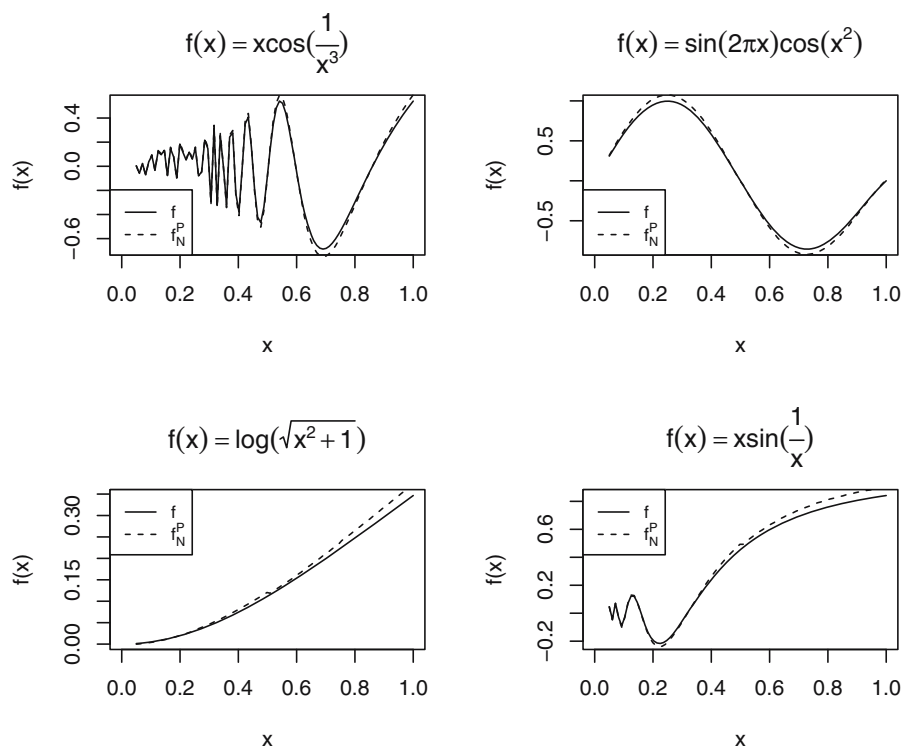 f(x) = xcos(1/x³)
f(x)
0.4
0.0
−0.6
f
f_N^P
0.0 0.2 0.4 0.6 0.8 1.0
x
f(x) = sin(2πx)cos(x²)
f(x)
0.5
−0.5
f
f_N^P
0.0 0.2 0.4 0.6 0.8 1.0
x
f(x) = log(√(x² + 1))
f(x)
0.30
0.15
0.00
f
f_N^P
0.0 0.2 0.4 0.6 0.8 1.0
x
f(x) = xsin(1/x)
f(x)
0.6
0.2
−0.2
f
f_N^P
0.0 0.2 0.4 0.6 0.8 1.0
x